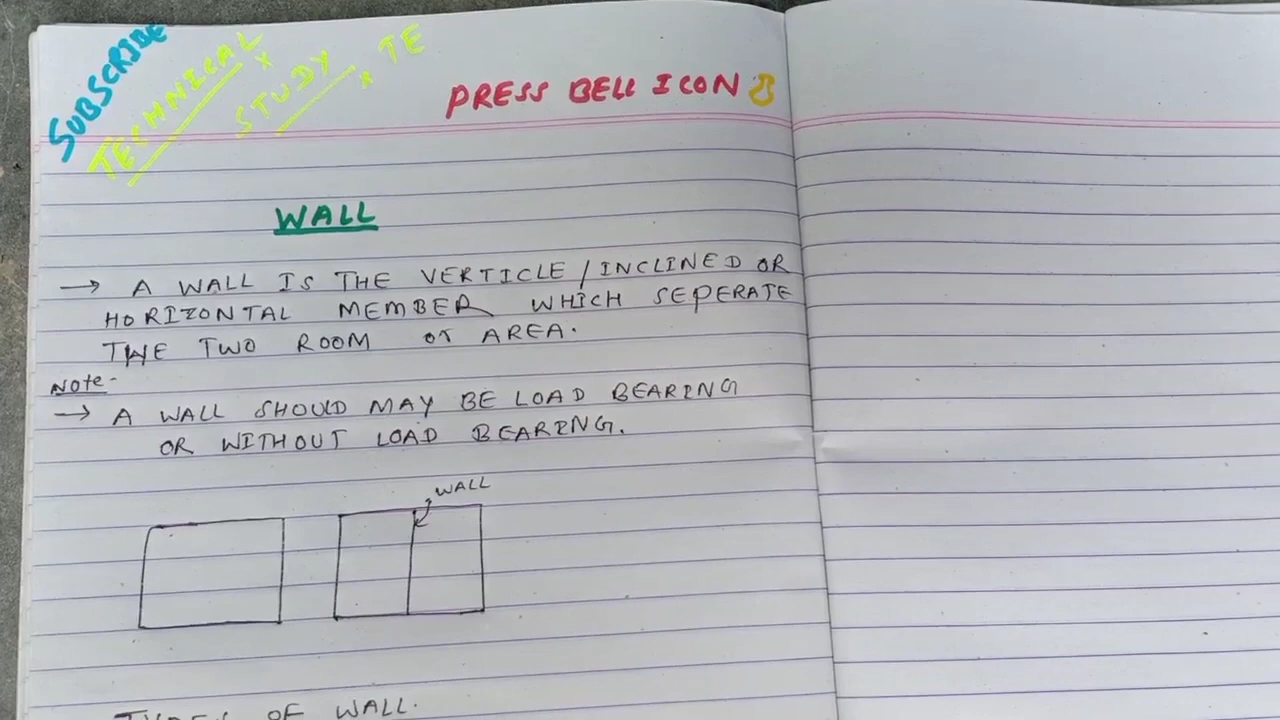 SUBSCRIBE
TECHNICAL
STUDY
TE
PRESS BELL ICON
WALL
→ A WALL IS THE VERTICLE / INCLINED OR
HORIZONTAL MEMBER WHICH SEPERATE
THE TWO ROOM or AREA.
Note-
→ A WALL SHOULD MAY BE LOAD BEARING
OR WITHOUT LOAD BEARING.
WALL
TYPES OF WALL.